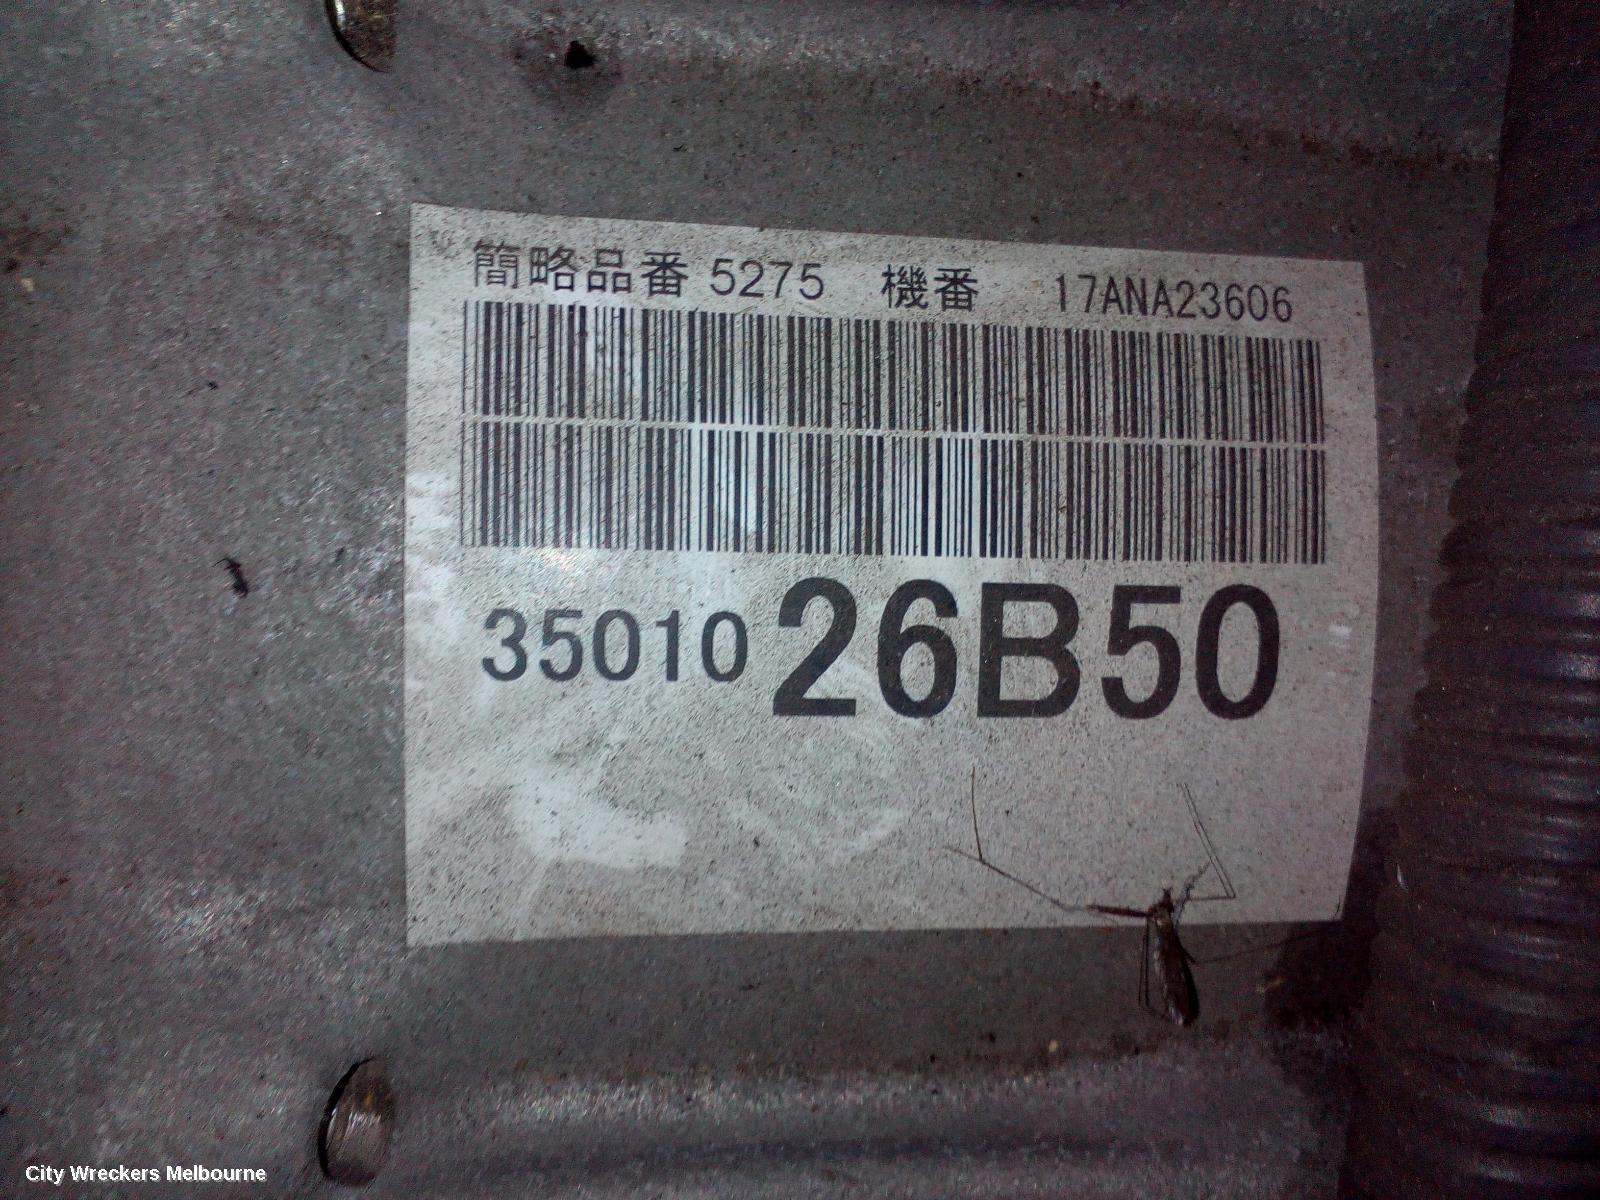 簡略品番 5275 機番 17ANA23606
35010 26B50
City Wreckers Melbourne